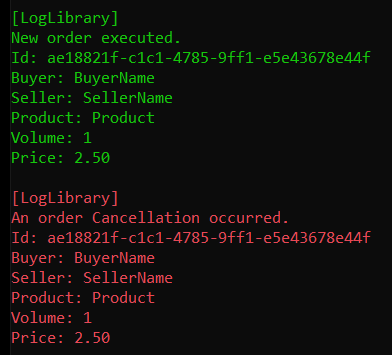 [LogLibrary]
New order executed.
Id: ae18821f-c1c1-4785-9ff1-e5e43678e44f
Buyer: BuyerName
Seller: SellerName
Product: Product
Volume: 1
Price: 2.50
[LogLibrary]
An order Cancellation occurred.
Id: ae18821f-c1c1-4785-9ff1-e5e43678e44f
Buyer: BuyerName
Seller: SellerName
Product: Product
Volume: 1
Price: 2.50